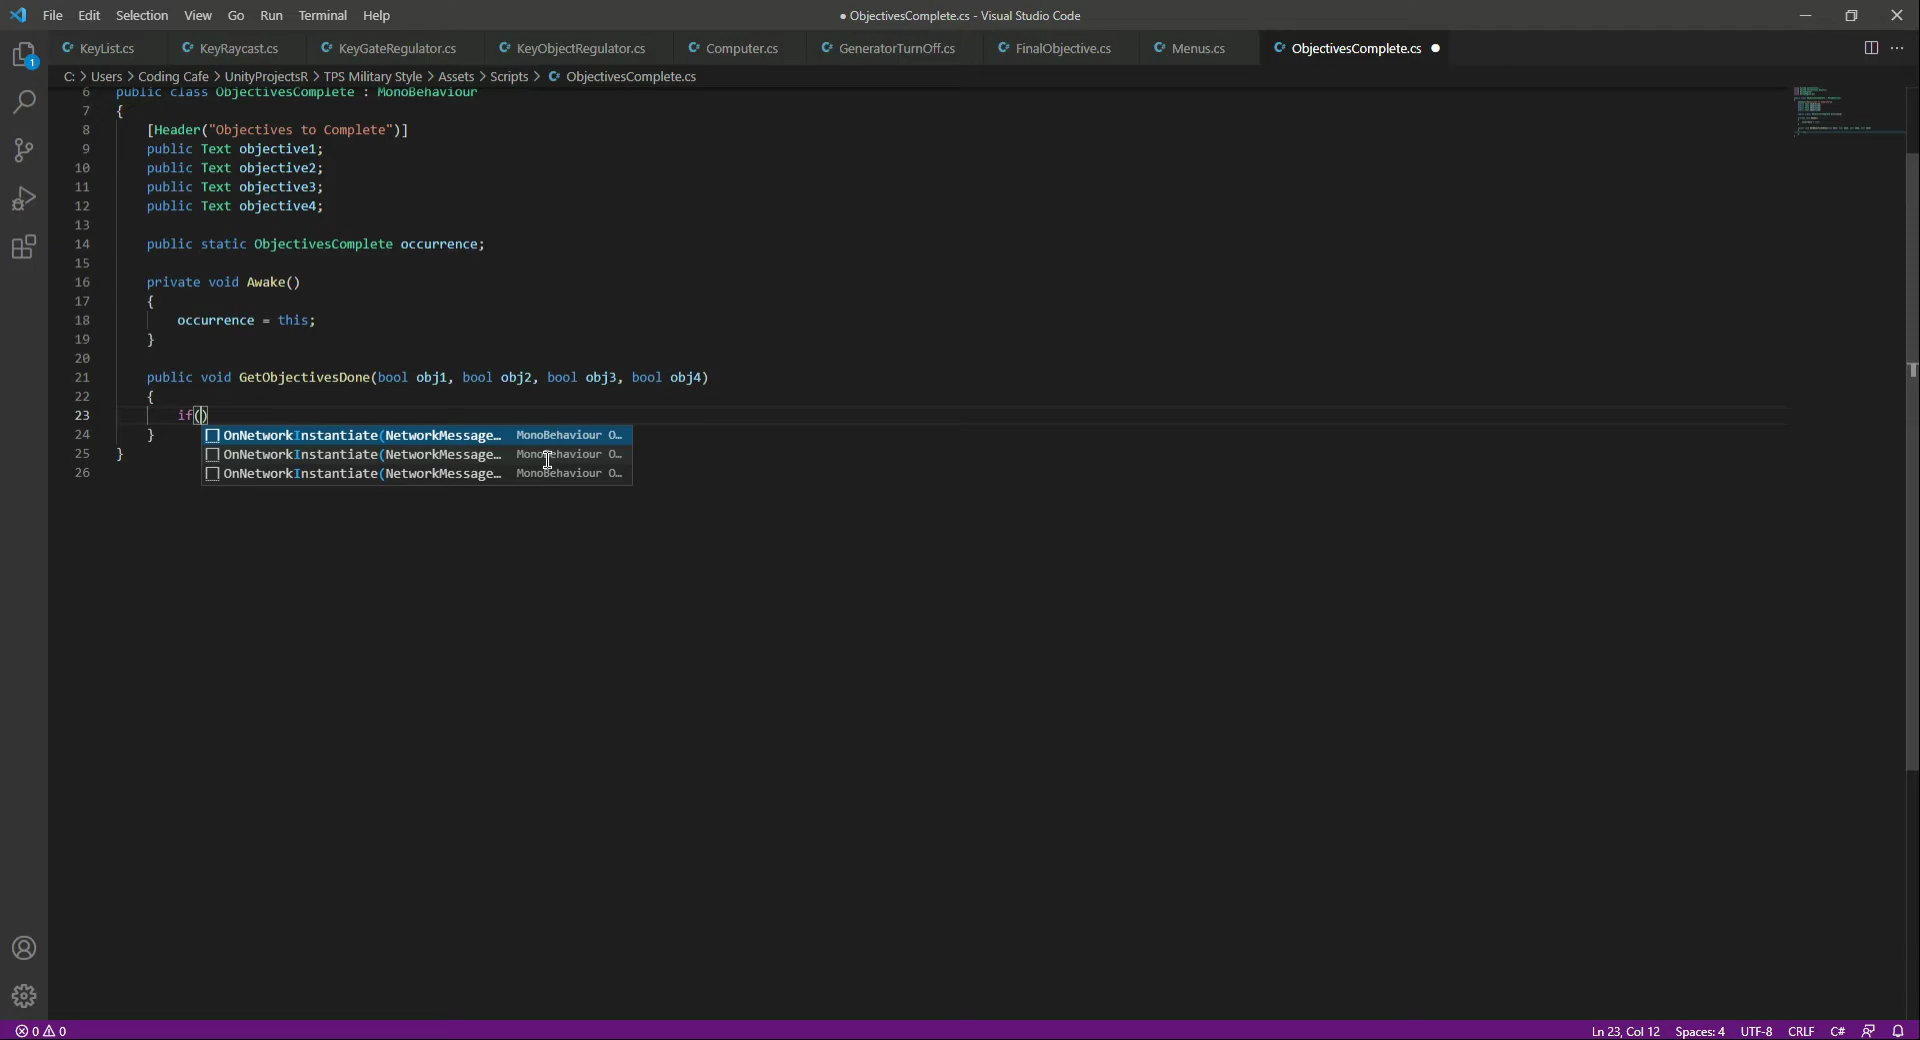 File Edit Selection View Go Run Terminal Help
● ObjectivesComplete.cs - Visual Studio Code
KeyList.cs KeyRaycast.cs KeyGateRegulator.cs KeyObjectRegulator.cs Computer.cs GeneratorTurnOff.cs FinalObjective.cs Menus.cs ObjectivesComplete.cs
1
C: > Users > Coding Cafe > UnityProjectsR > TPS Military Style > Assets > Scripts > ObjectivesComplete.cs
6 public class ObjectivesComplete : MonoBehaviour
7 {
8 [Header("Objectives to Complete")]
9 public Text objective1;
10 public Text objective2;
11 public Text objective3;
12 public Text objective4;
13
14 public static ObjectivesComplete occurrence;
15
16 private void Awake()
17 {
18 occurrence = this;
19 }
20
21 public void GetObjectivesDone(bool obj1, bool obj2, bool obj3, bool obj4)
22 {
23 if()
24 }
OnNetworkInstantiate(NetworkMessage… MonoBehaviour O…
25 }
OnNetworkInstantiate(NetworkMessage… MonoBehaviour O…
26
OnNetworkInstantiate(NetworkMessage… MonoBehaviour O…
0 0
Ln 23, Col 12 Spaces: 4 UTF-8 CRLF C#